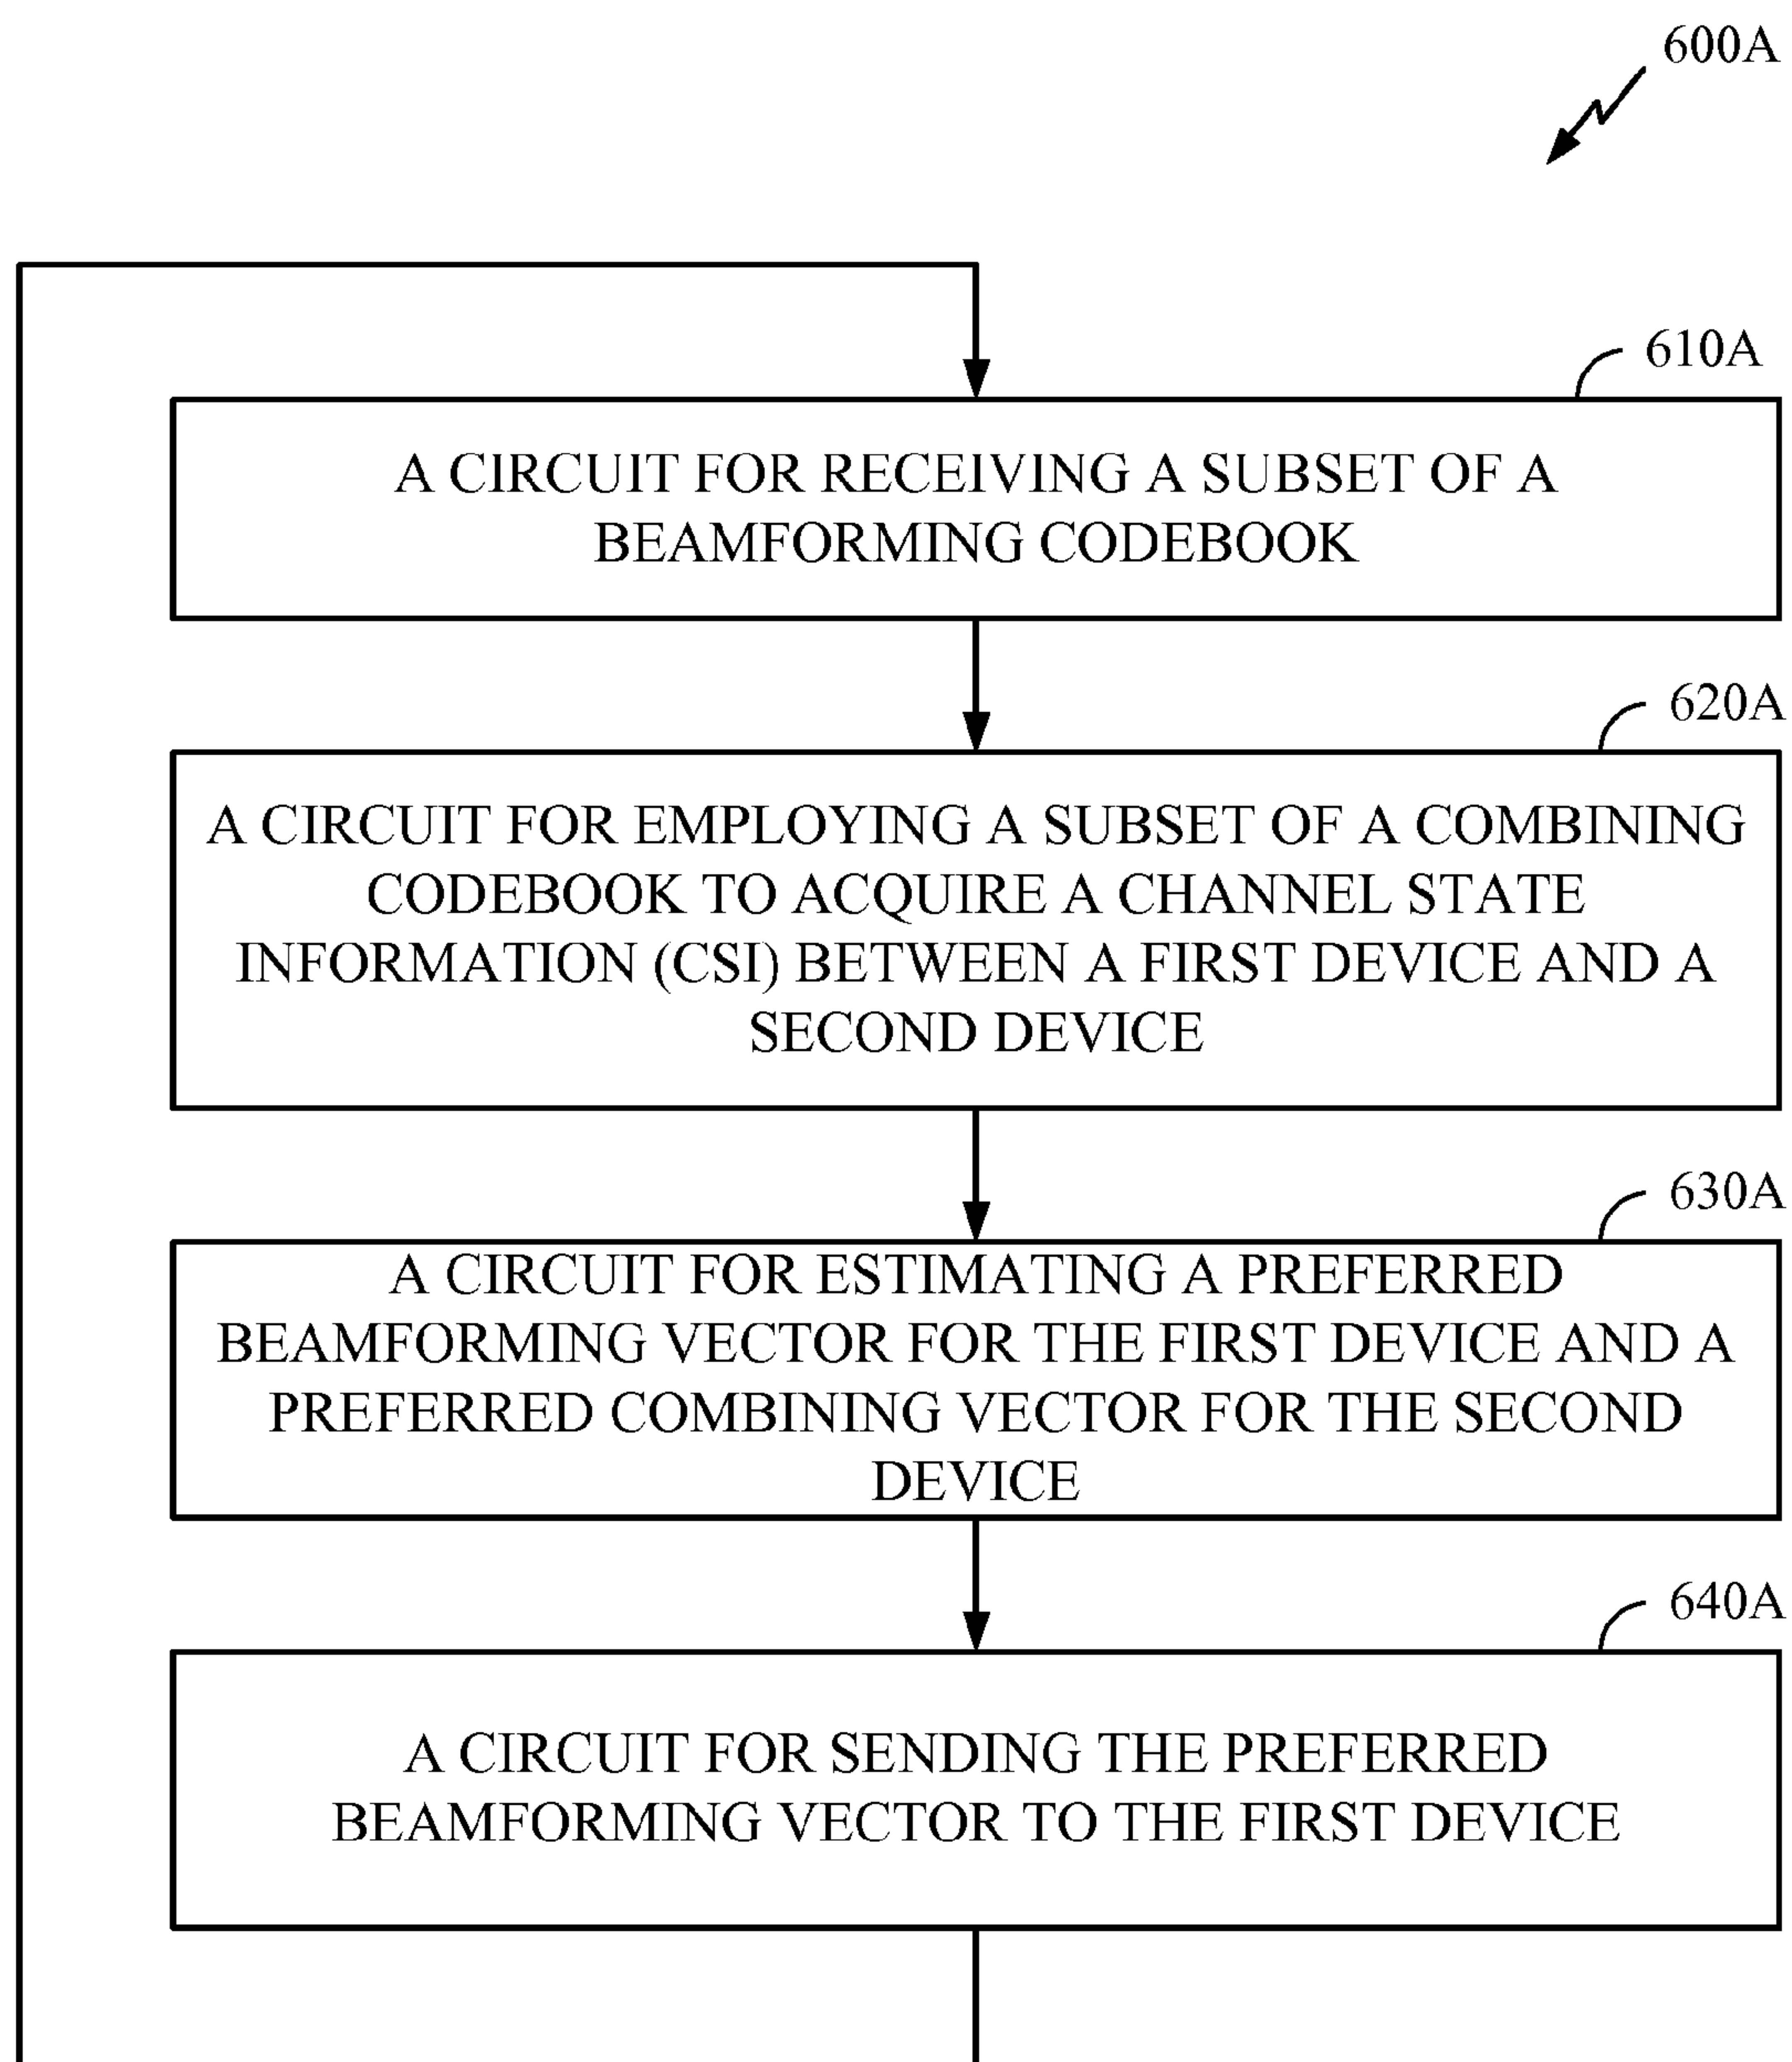 600A
610A
A CIRCUIT FOR RECEIVING A SUBSET OF A
BEAMFORMING CODEBOOK
620A
A CIRCUIT FOR EMPLOYING A SUBSET OF A COMBINING
CODEBOOK TO ACQUIRE A CHANNEL STATE
INFORMATION (CSI) BETWEEN A FIRST DEVICE AND A
SECOND DEVICE
630A
A CIRCUIT FOR ESTIMATING A PREFERRED
BEAMFORMING VECTOR FOR THE FIRST DEVICE AND A
PREFERRED COMBINING VECTOR FOR THE SECOND
DEVICE
640A
A CIRCUIT FOR SENDING THE PREFERRED
BEAMFORMING VECTOR TO THE FIRST DEVICE